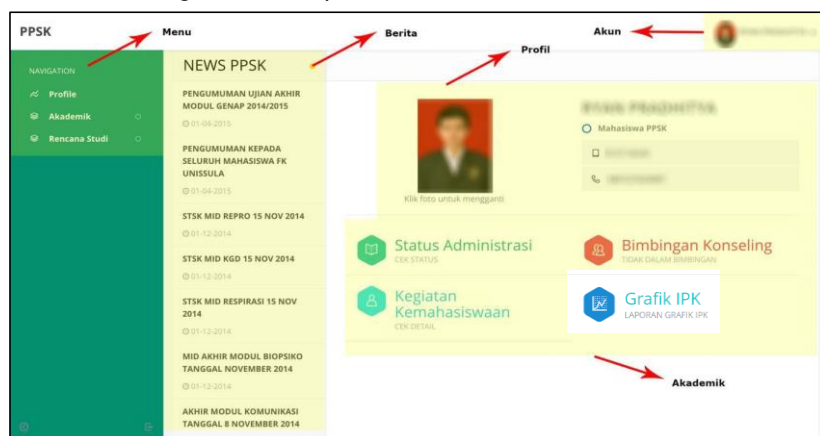 PPSK
Menu
Berita
Akun
Profil
NAVIGATION
Profile
Akademik
Rencana Studi
NEWS PPSK
PENGUMUMAN UJIAN AKHIR
MODUL GENAP 2014/2015
01-04-2015
PENGUMUMAN KEPADA
SELURUH MAHASISWA FK
UNISSULA
01-04-2015
STSK MID REPRO 15 NOV 2014
01-12-2014
STSK MID KGD 15 NOV 2014
01-12-2014
STSK MID RESPIRASI 15 NOV
2014
01-12-2014
MID AKHIR MODUL BIOPSIKO
TANGGAL NOVEMBER 2014
01-12-2014
AKHIR MODUL KOMUNIKASI
TANGGAL 8 NOVEMBER 2014
Mahasiswa PPSK
Klik foto untuk mengganti
Status Administrasi
CEK STATUS
Bimbingan Konseling
TIDAK DALAM BIMBINGAN
Kegiatan
Kemahasiswaan
CEK DETAIL
Grafik IPK
LAPORAN GRAFIK IPK
Akademik